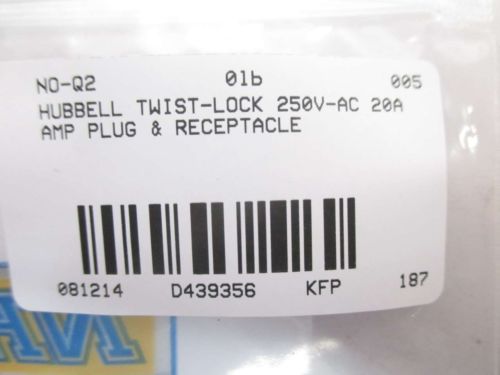 NO-Q2 01b 005
HUBBELL TWIST-LOCK 250V-AC 20A
AMP PLUG & RECEPTACLE
081214 D439356 KFP 187